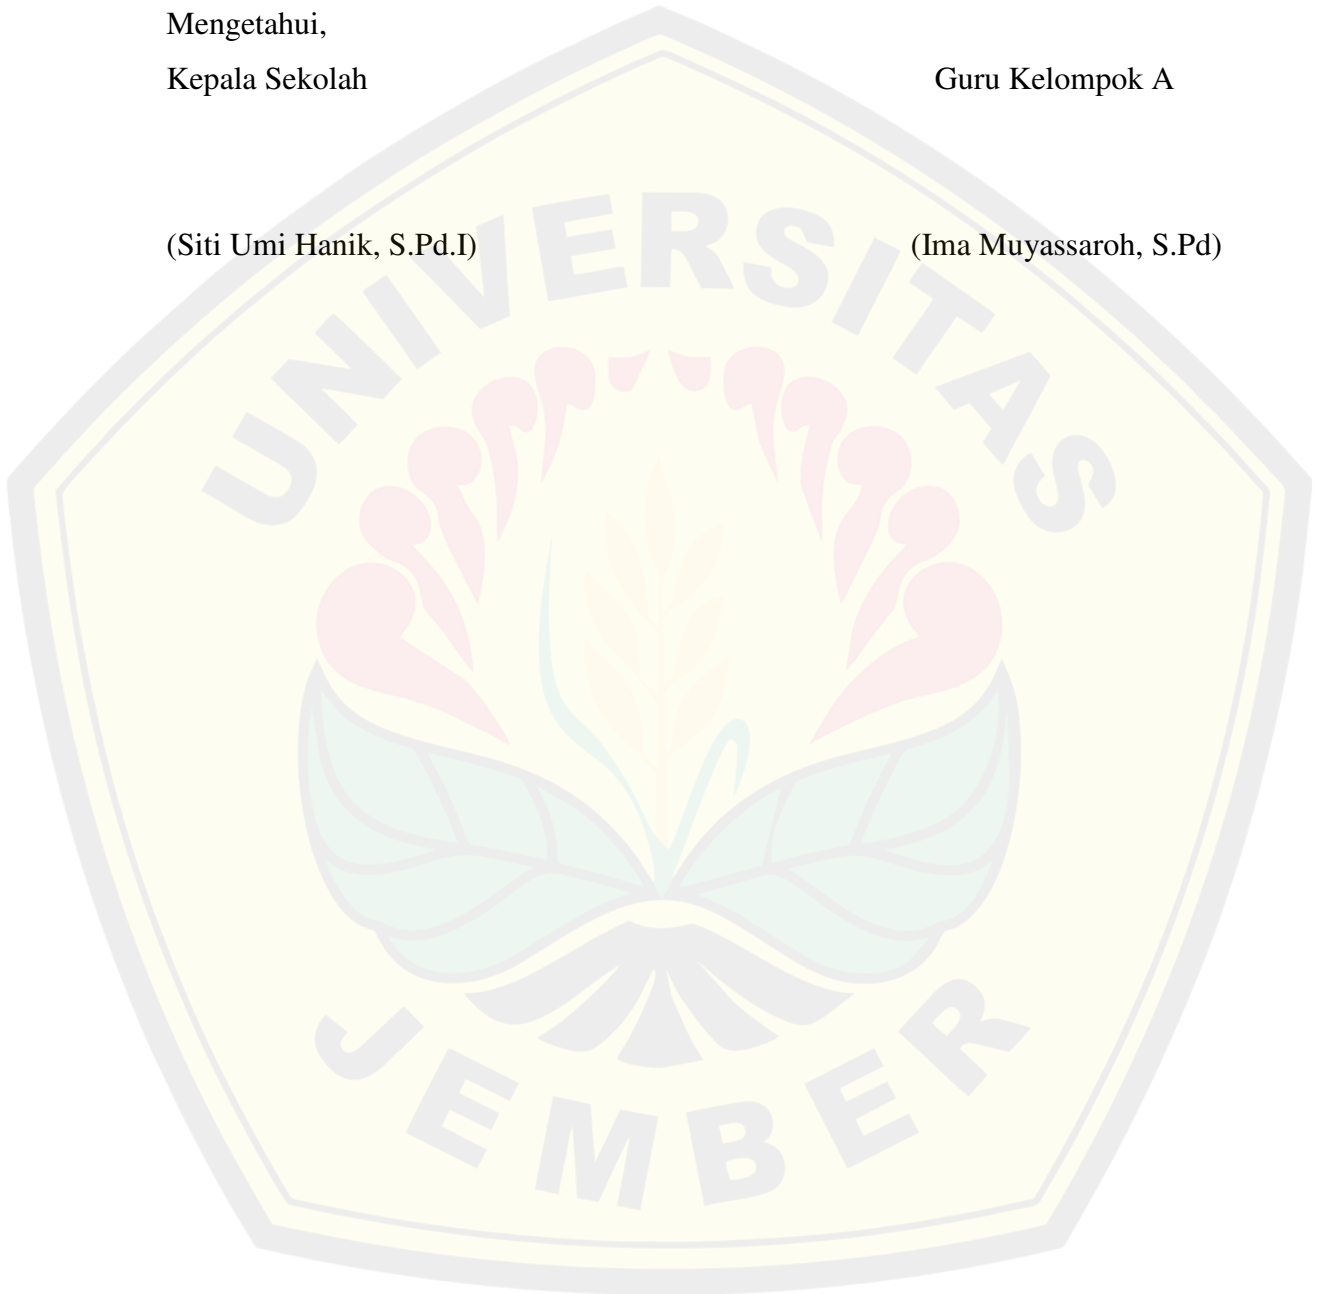 Mengetahui,
Kepala Sekolah Guru Kelompok A
(Siti Umi Hanik, S.Pd.I) (Ima Muyassaroh, S.Pd)
UNIVERSITAS
JEMBER